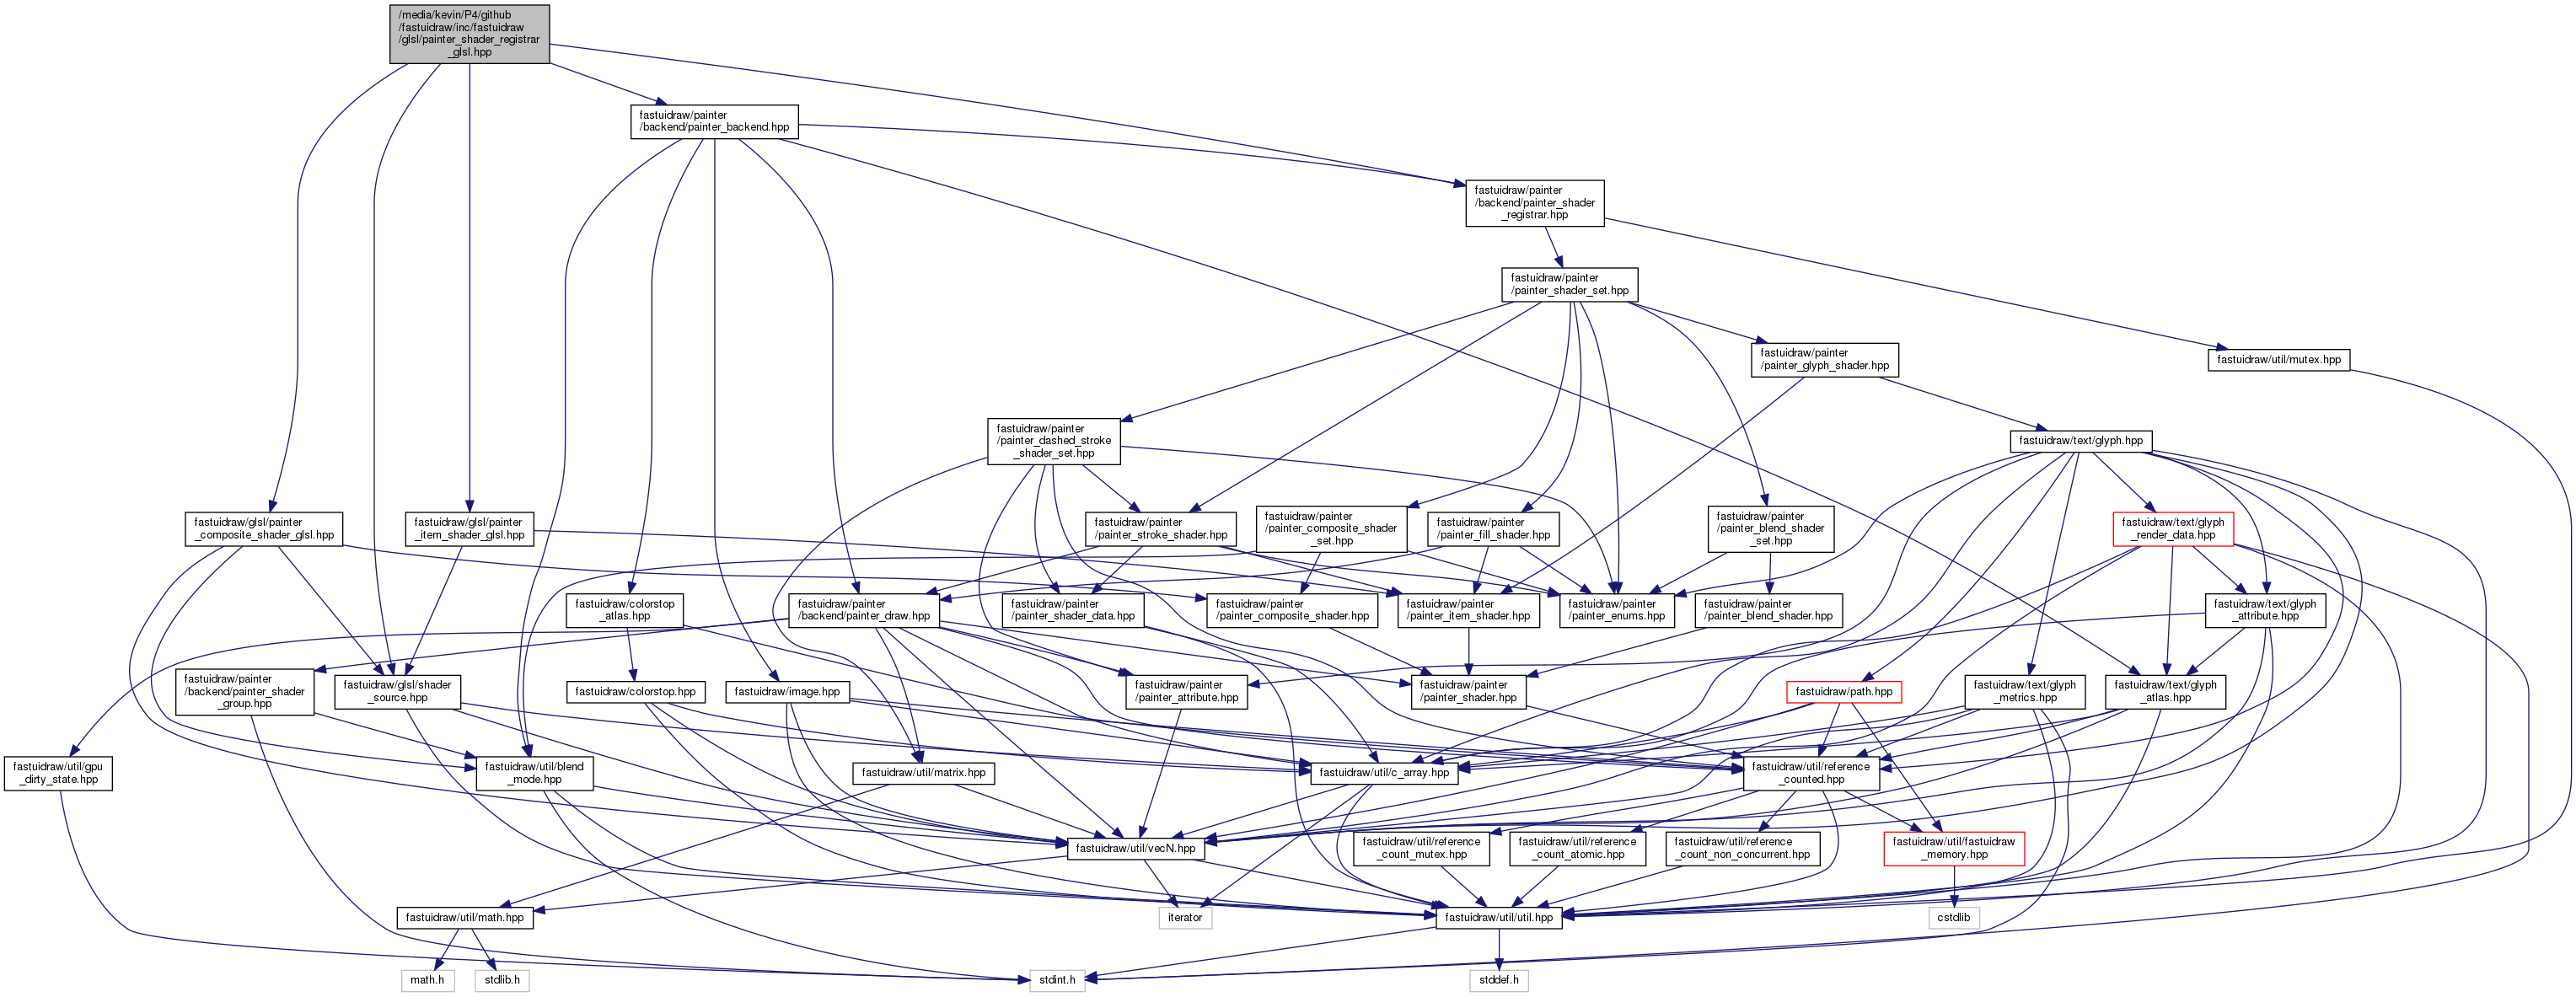 /media/kevin/P4/github
/fastuidraw/inc/fastuidraw
/glsl/painter_shader_registrar
_glsl.hpp
fastuidraw/painter
/backend/painter_backend.hpp
fastuidraw/painter
/backend/painter_shader
_registrar.hpp
fastuidraw/painter
/painter_shader_set.hpp
fastuidraw/painter
/painter_glyph_shader.hpp
fastuidraw/util/mutex.hpp
fastuidraw/painter
/painter_dashed_stroke
_shader_set.hpp
fastuidraw/text/glyph.hpp
fastuidraw/glsl/painter
_composite_shader_glsl.hpp
fastuidraw/glsl/painter
_item_shader_glsl.hpp
fastuidraw/painter
/painter_stroke_shader.hpp
fastuidraw/painter
/painter_composite_shader
_set.hpp
fastuidraw/painter
/painter_fill_shader.hpp
fastuidraw/painter
/painter_blend_shader
_set.hpp
fastuidraw/text/glyph
_render_data.hpp
fastuidraw/colorstop
_atlas.hpp
fastuidraw/painter
/backend/painter_draw.hpp
fastuidraw/painter
/painter_shader_data.hpp
fastuidraw/painter
/painter_composite_shader.hpp
fastuidraw/painter
/painter_item_shader.hpp
fastuidraw/painter
/painter_enums.hpp
fastuidraw/painter
/painter_blend_shader.hpp
fastuidraw/text/glyph
_attribute.hpp
fastuidraw/painter
/backend/painter_shader
_group.hpp
fastuidraw/glsl/shader
_source.hpp
fastuidraw/colorstop.hpp
fastuidraw/image.hpp
fastuidraw/painter
/painter_attribute.hpp
fastuidraw/painter
/painter_shader.hpp
fastuidraw/path.hpp
fastuidraw/text/glyph
_metrics.hpp
fastuidraw/text/glyph
_atlas.hpp
fastuidraw/util/gpu
_dirty_state.hpp
fastuidraw/util/blend
_mode.hpp
fastuidraw/util/matrix.hpp
fastuidraw/util/c_array.hpp
fastuidraw/util/reference
_counted.hpp
fastuidraw/util/vecN.hpp
fastuidraw/util/reference
_count_mutex.hpp
fastuidraw/util/reference
_count_atomic.hpp
fastuidraw/util/reference
_count_non_concurrent.hpp
fastuidraw/util/fastuidraw
_memory.hpp
fastuidraw/util/math.hpp
iterator
fastuidraw/util/util.hpp
cstdlib
math.h
stdlib.h
stdint.h
stddef.h